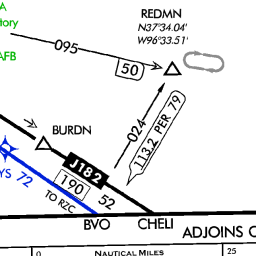 A
REDMN
tory
N37°34.04'
W96°33.51'
095
AFB
50
024
113.2 PER 79
BURDN
J182
190
YS 72
TO RZC
52
BVO
CHELI
ADJOINS C
0
NAUTICAL MILES
25